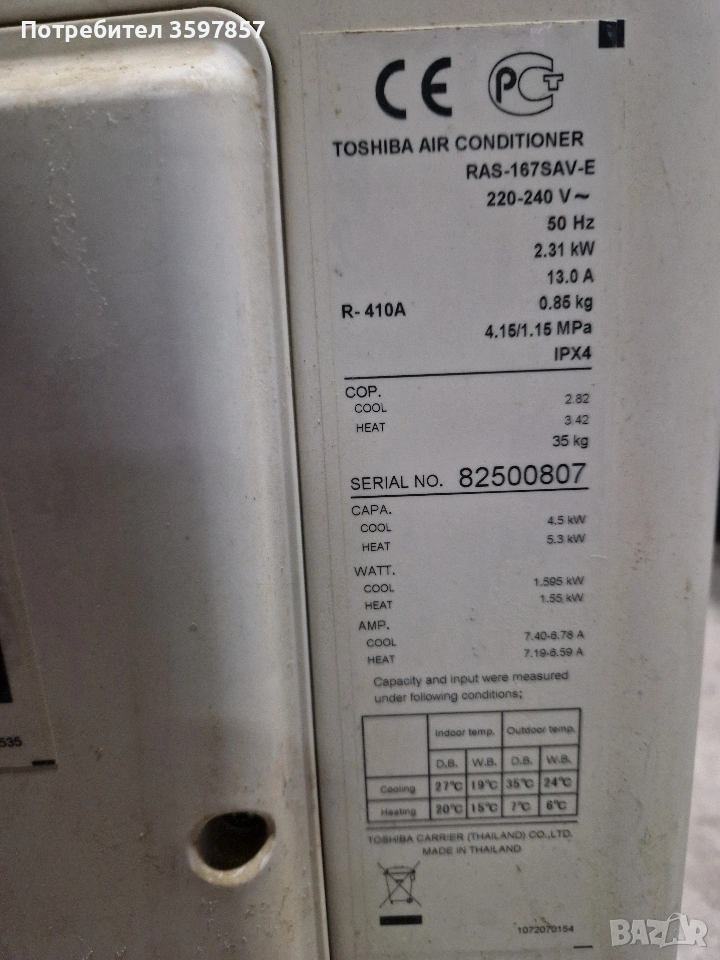 Потребител 3597857
CE PCT
TOSHIBA AIR CONDITIONER
RAS-167SAV-E
220-240 V~
50 Hz
2.31 kW
13.0 A
R-410A 0.85 kg
4.15/1.15 MPa
IPX4
COP.
COOL 2.82
HEAT 3.42
35 kg
SERIAL NO. 82500807
CAPA.
COOL 4.5 kW
HEAT 5.3 kW
WATT.
COOL 1.595 kW
HEAT 1.55 kW
AMP.
COOL 7.40-6.78 A
HEAT 7.19-6.59 A
Capacity and input were measured
under following conditions;
Indoor temp. Outdoor temp.
D.B. W.B. D.B. W.B.
Cooling 27°C 19°C 35°C 24°C
Heating 20°C 15°C 7°C 6°C
TOSHIBA CARRIER (THAILAND) CO.,LTD.
MADE IN THAILAND
1072070154
535
BAZAR